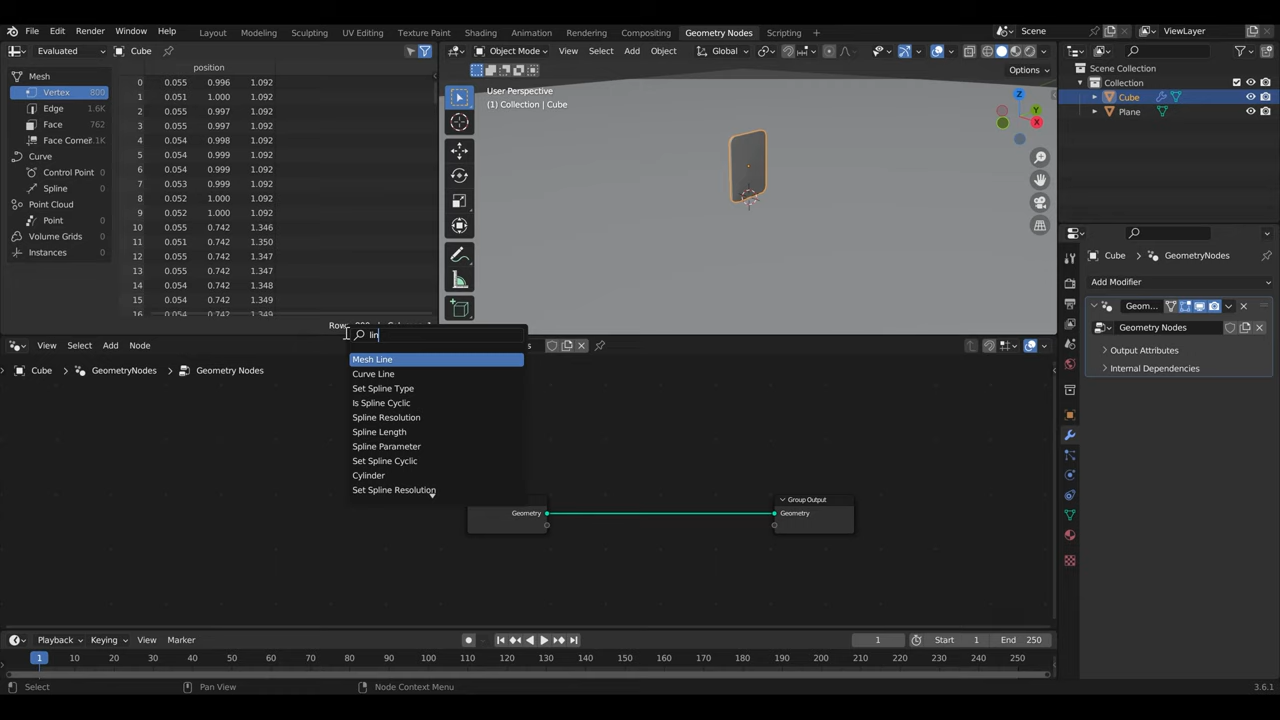 File Edit Render Window Help Layout Modeling Sculpting UV Editing Texture Paint Shading Animation Rendering Compositing Geometry Nodes Scripting + Scene ViewLayer
Evaluated Cube Object Mode View Select Add Object Global
Options
Mesh
Vertex 800
Edge 1.6K
Face 762
Face Corner
Curve
Control Point 0
Spline 0
Point Cloud
Point 0
Volume Grids 0
Instances 0
position
0 0.055 0.996 1.092
1 0.051 1.000 1.092
2 0.055 0.997 1.092
3 0.055 0.997 1.092
4 0.054 0.998 1.092
5 0.054 0.999 1.092
6 0.054 0.999 1.092
7 0.053 0.999 1.092
8 0.052 1.000 1.092
9 0.052 1.000 1.092
10 0.055 0.742 1.346
11 0.051 0.742 1.350
12 0.055 0.742 1.347
13 0.055 0.742 1.347
14 0.054 0.742 1.348
15 0.054 0.742 1.349
User Perspective
(1) Collection | Cube
Z
Y
X
Scene Collection
Collection
Cube
Plane
Cube GeometryNodes
Add Modifier
Geom...
Geometry Nodes
Output Attributes
Internal Dependencies
lin
Mesh Line
Curve Line
Set Spline Type
Is Spline Cyclic
Spline Resolution
Spline Length
Spline Parameter
Set Spline Cyclic
Cylinder
Set Spline Resolution
View Select Add Node
Cube GeometryNodes Geometry Nodes
Geometry
Group Output
Geometry
Playback Keying View Marker 1 Start 1 End 250
1 10 20 30 40 50 60 70 80 90 100 110 120 130 140 150 160 170 180 190 200 210 220 230 240 250
Select Pan View Node Context Menu 3.6.1